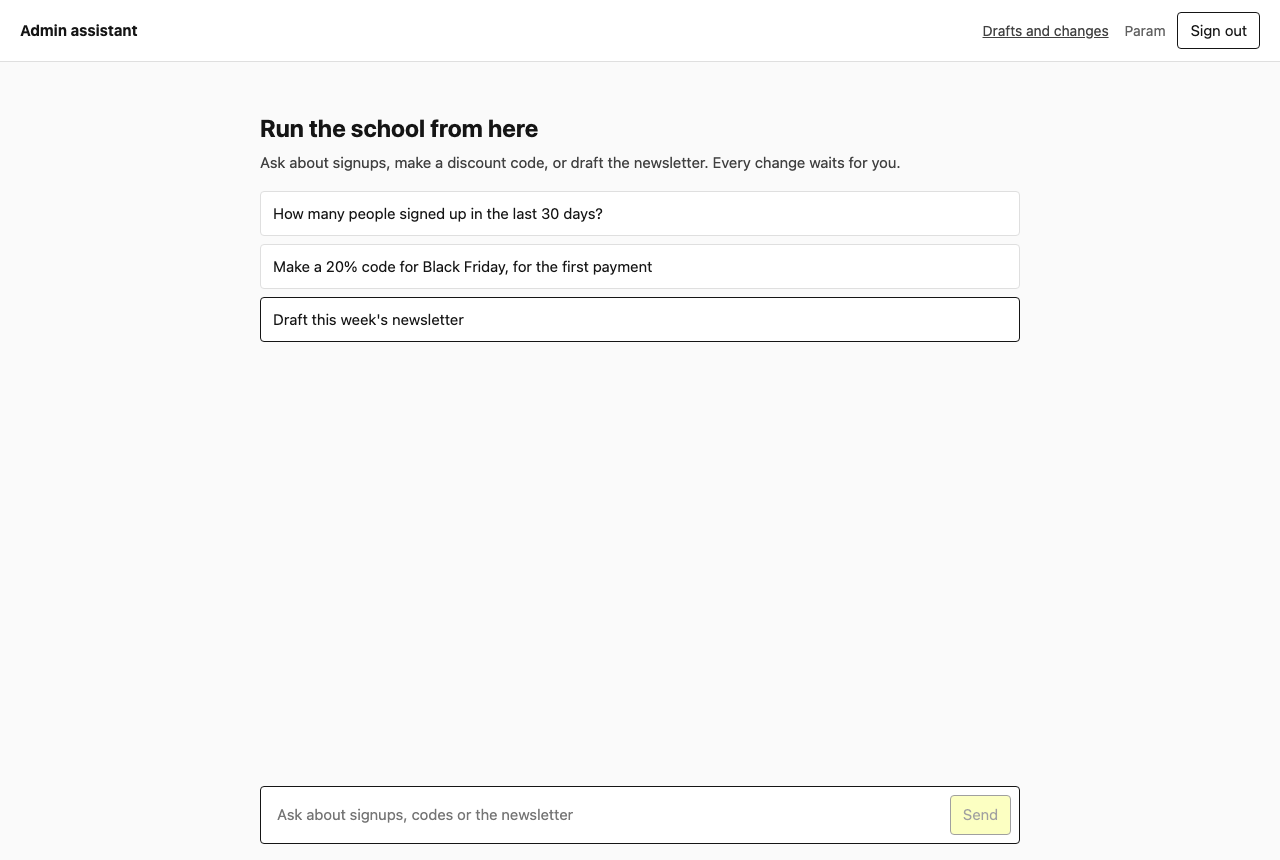 Admin assistant
Drafts and changes
Param
Sign out
Run the school from here
Ask about signups, make a discount code, or draft the newsletter. Every change waits for you.
How many people signed up in the last 30 days?
Make a 20% code for Black Friday, for the first payment
Draft this week's newsletter
Ask about signups, codes or the newsletter
Send